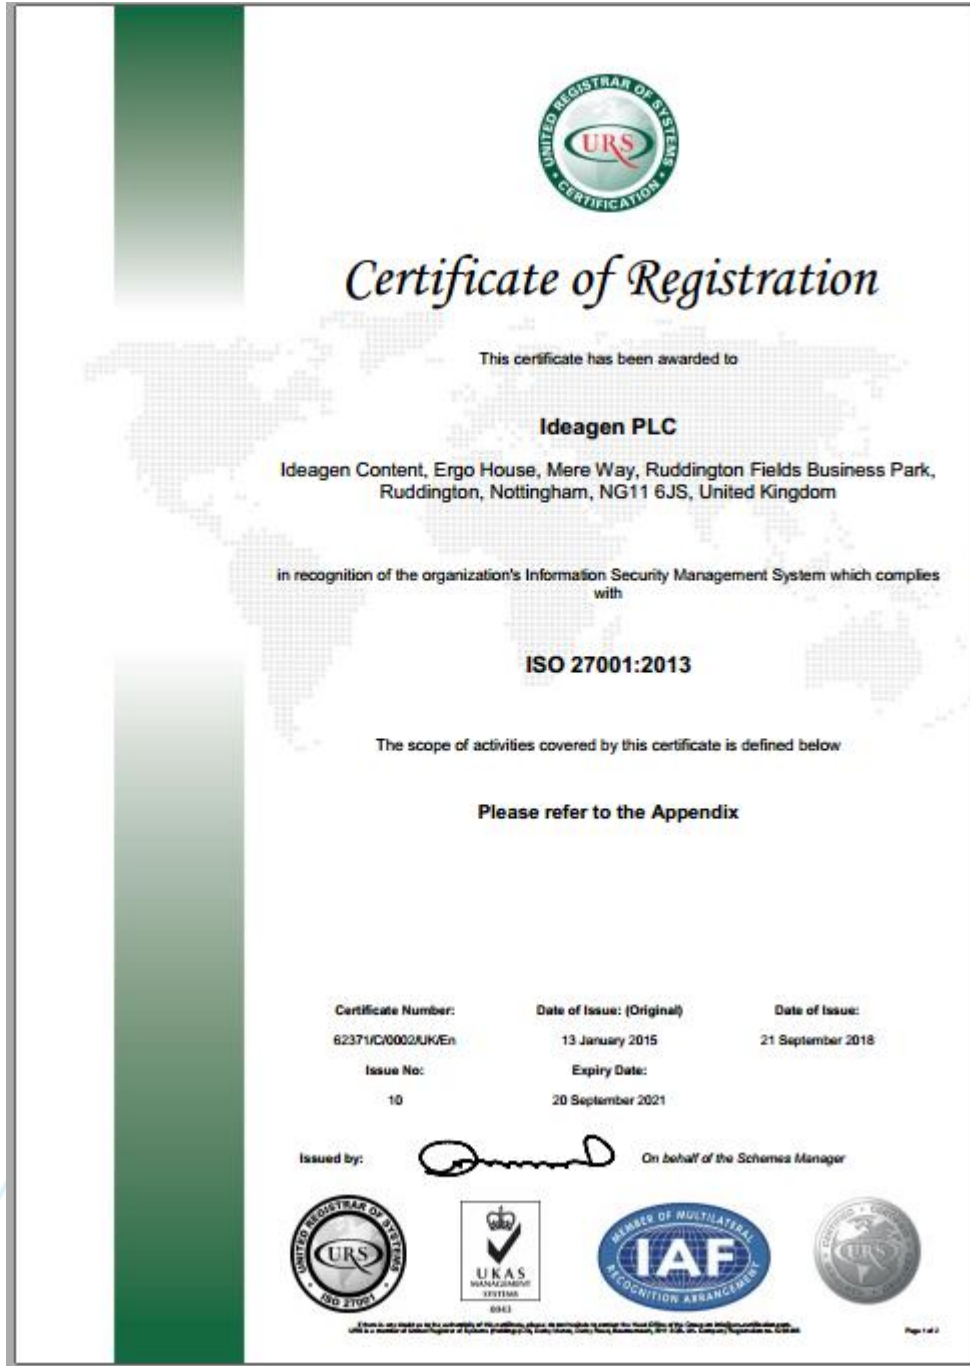 UNITED REGISTRAR OF SYSTEMS
URS
CERTIFICATION
Certificate of Registration
This certificate has been awarded to
Ideagen PLC
Ideagen Content, Ergo House, Mere Way, Ruddington Fields Business Park,
Ruddington, Nottingham, NG11 6JS, United Kingdom
in recognition of the organization's Information Security Management System which complies
with
ISO 27001:2013
The scope of activities covered by this certificate is defined below
Please refer to the Appendix
Certificate Number: Date of Issue: (Original) Date of Issue:
62371/C/0002/UK/En 13 January 2015 21 September 2018
Issue No: Expiry Date:
10 20 September 2021
Issued by: On behalf of the Schemes Manager
UNITED REGISTRAR OF SYSTEMS
URS
ISO 27001
UKAS
MANAGEMENT
SYSTEMS
0043
MEMBER OF MULTILATERAL
IAF
RECOGNITION ARRANGEMENT
URS
Page 1 of 2